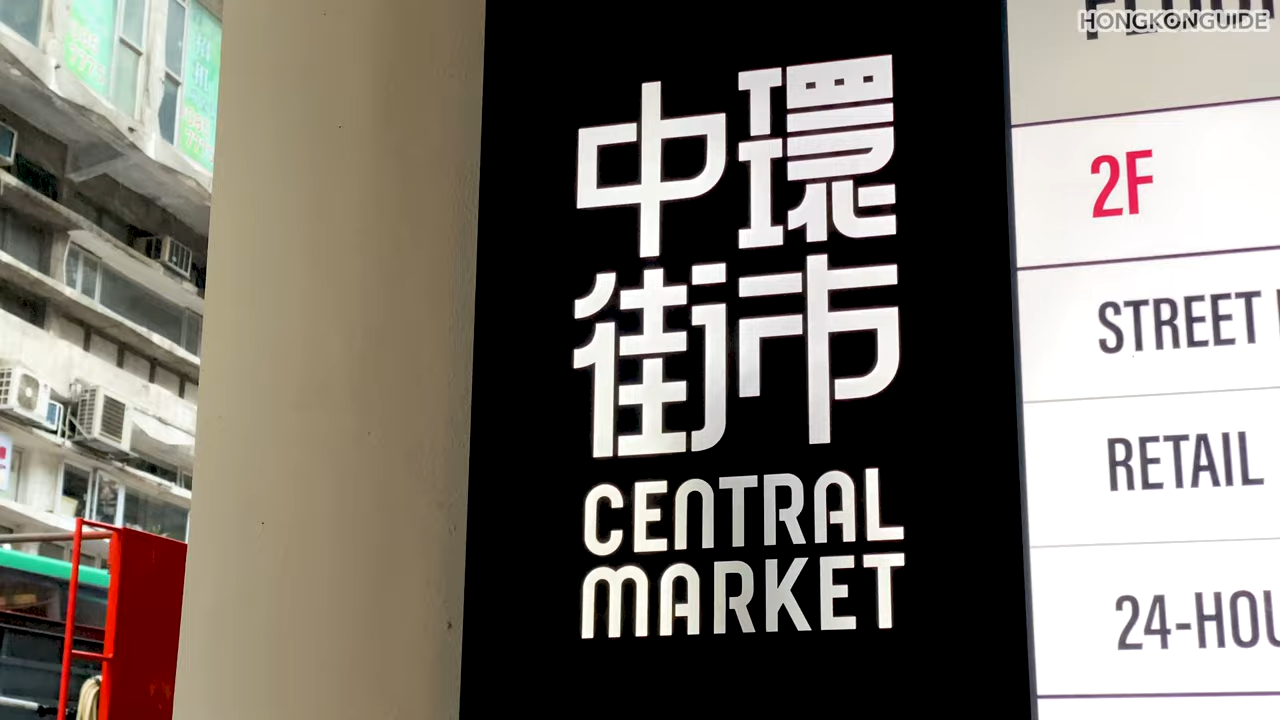 HONGKONGUIDE
中環
街市
CENTRAL
MARKET
2F
STREET
RETAIL
24-HOU